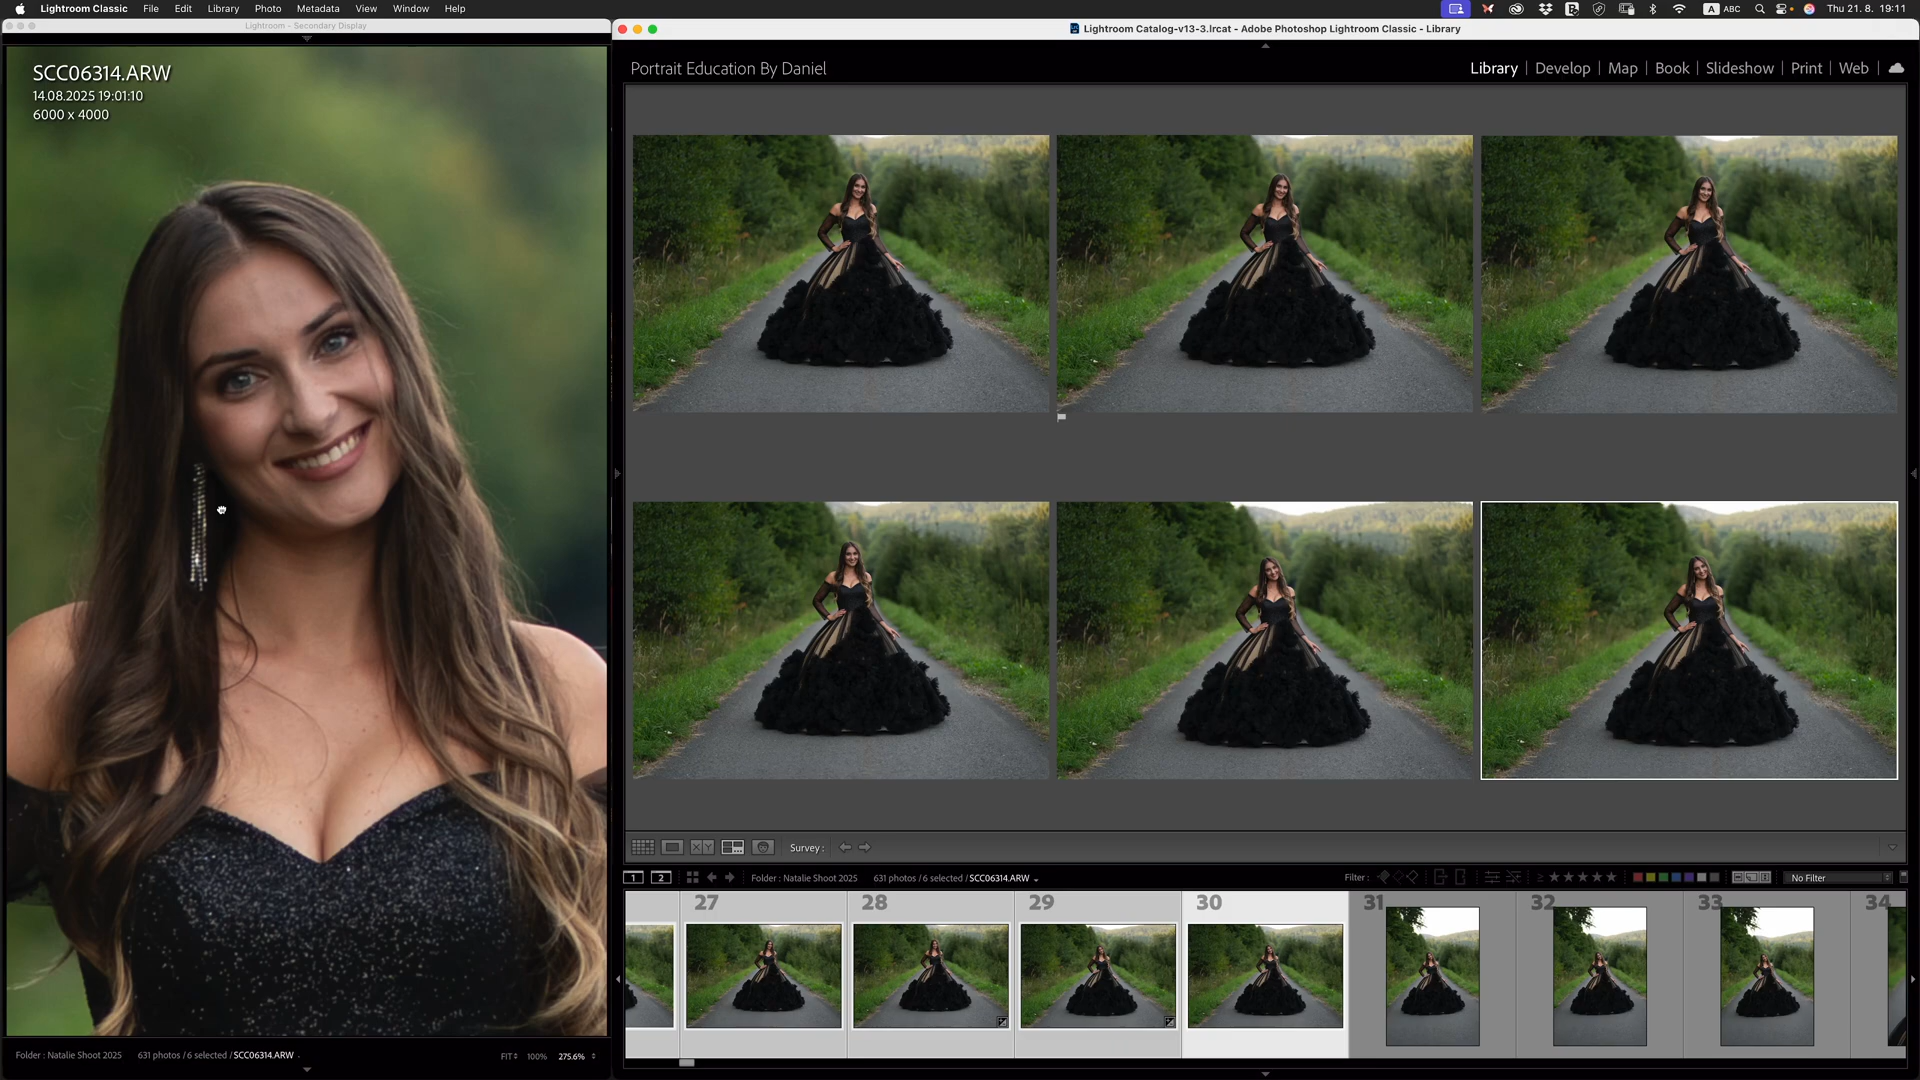 Lightroom Classic File Edit Library Photo Metadata View Window Help
A ABC Thu 21. 8. 19:11
Lightroom - Secondary Display
Lightroom Catalog-v13-3.lrcat - Adobe Photoshop Lightroom Classic - Library
SCC06314.ARW
14.08.2025 19:01:10
6000 x 4000
Portrait Education By Daniel
Library | Develop | Map | Book | Slideshow | Print | Web
X Y Survey :
1 2 Folder : Natalie Shoot 2025 631 photos / 6 selected / SCC06314.ARW
Filter : No Filter
27 28 29 30 31 32 33 34
Folder : Natalie Shoot 2025 631 photos / 6 selected / SCC06314.ARW
FIT 100% 275.6%